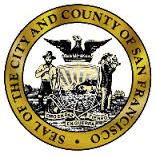 SEAL OF THE CITY AND COUNTY OF SAN FRANCISCO